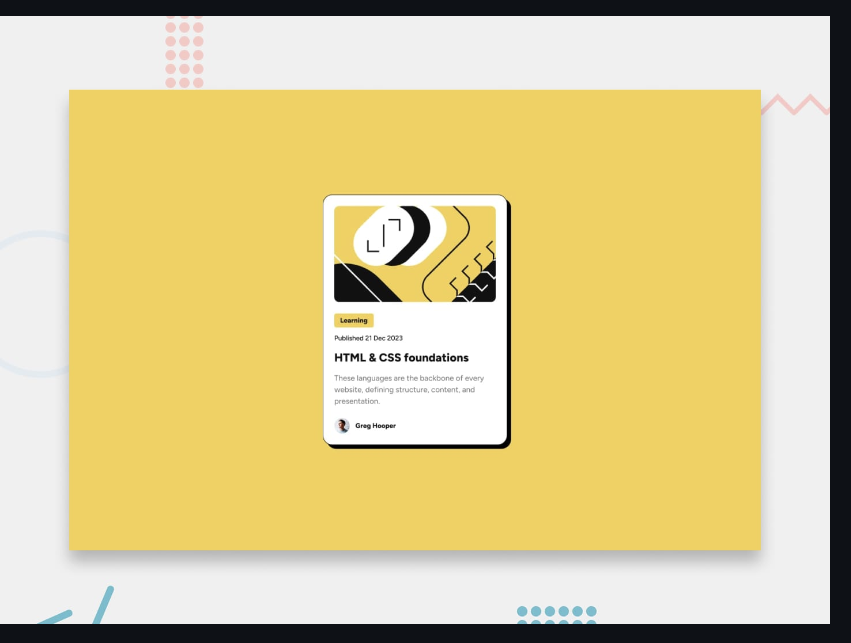 Learning
Published 21 Dec 2023
HTML & CSS foundations
These languages are the backbone of every
website, defining structure, content, and
presentation.
Greg Hooper